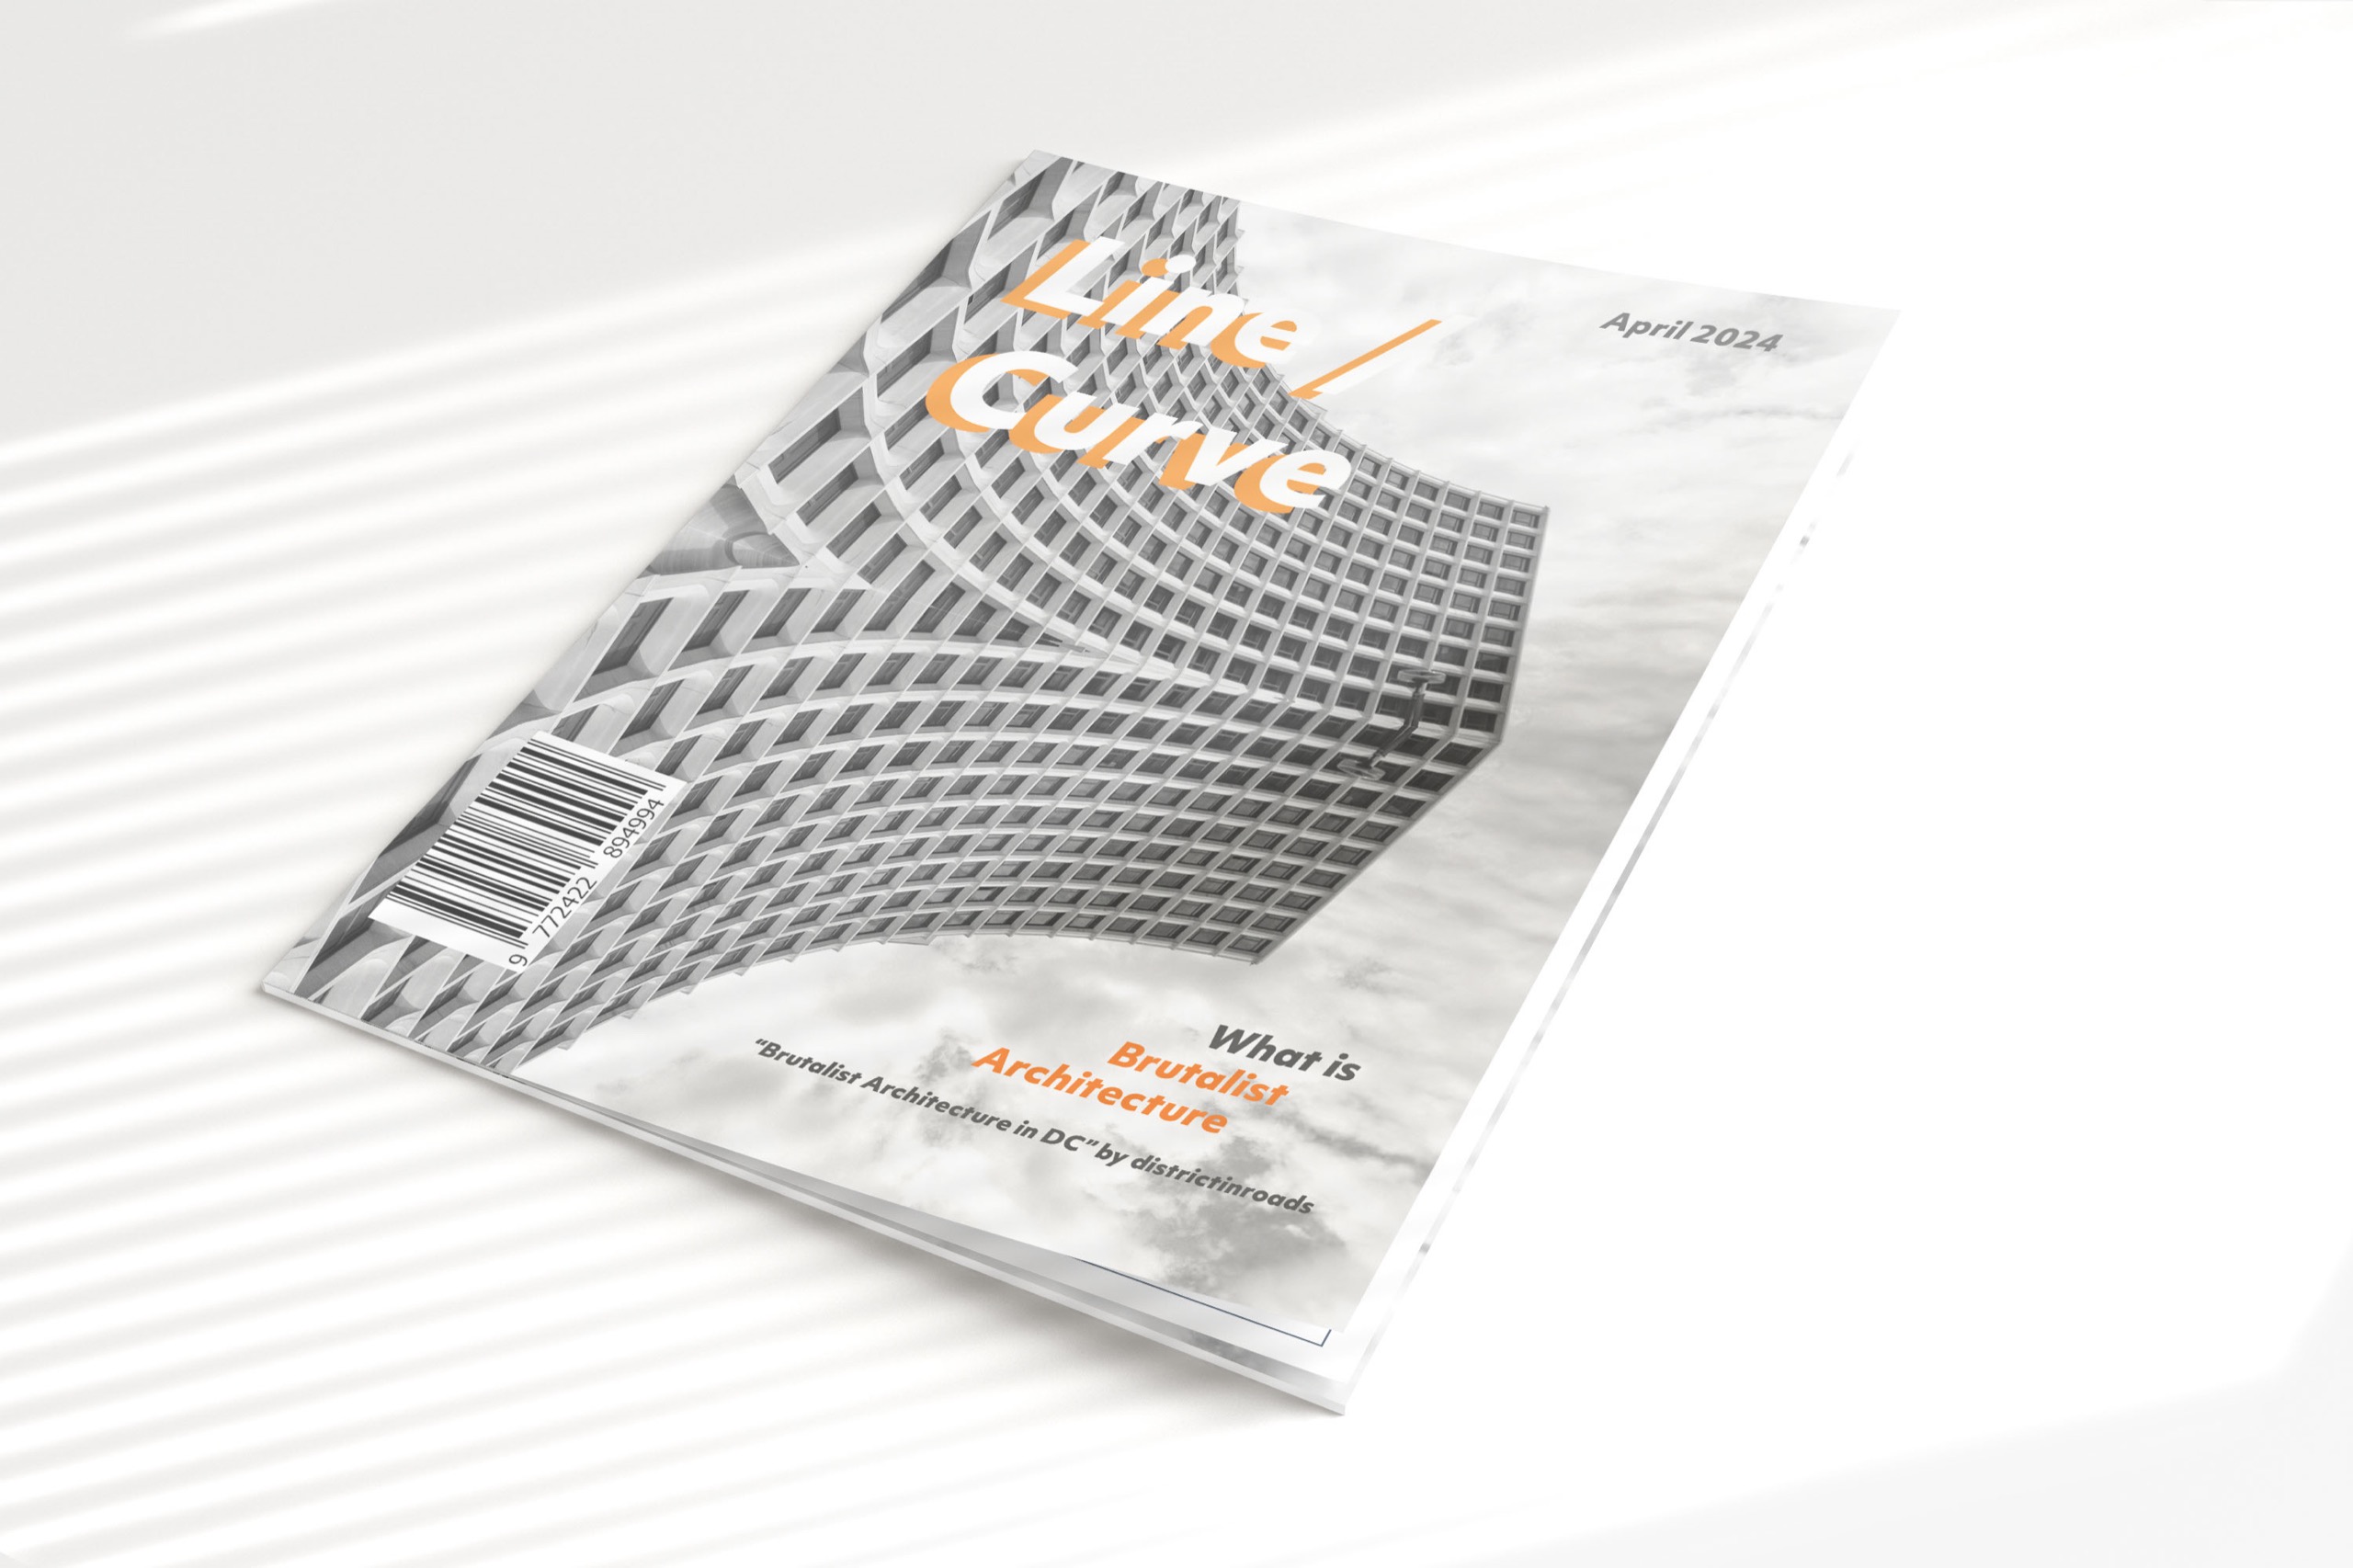 Line /
Curve
April 2024
9 772422 894994
What is
Brutalist
Architecture
“Brutalist Architecture in DC” by districtinroads